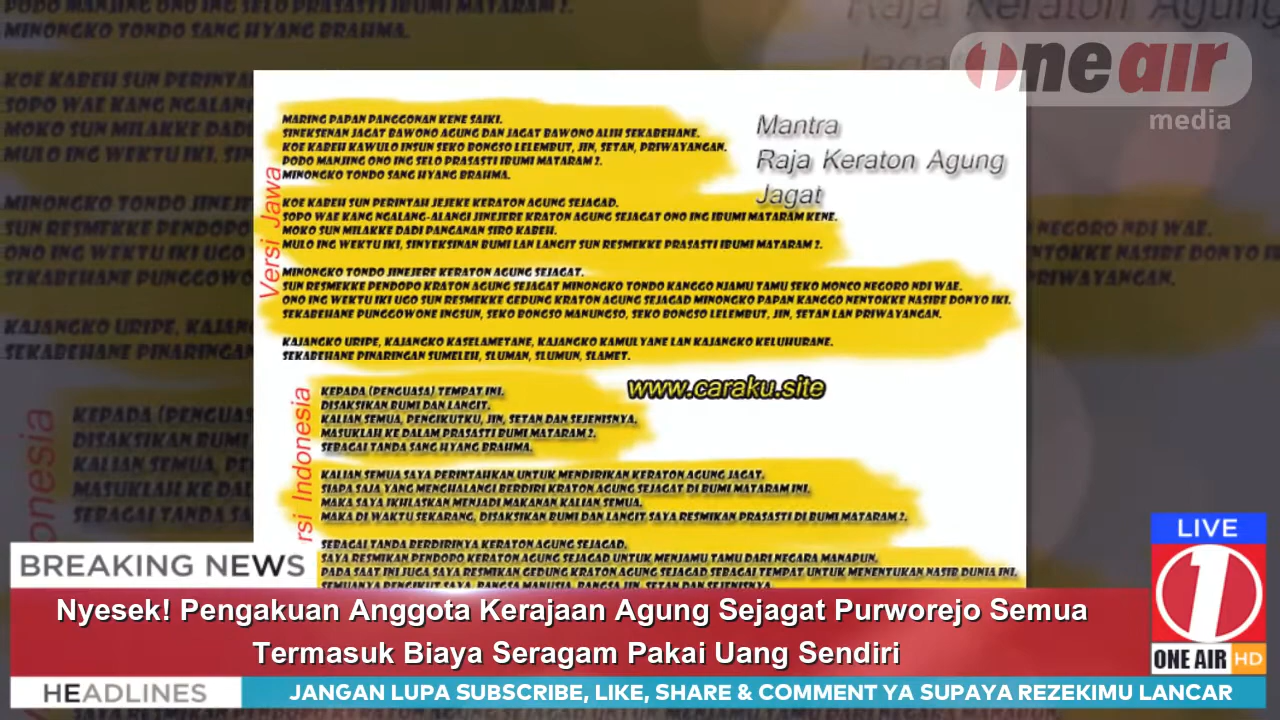 one air
media
Mantra
Raja Keraton Agung
Jagat
Versi Jawa
MARING PAPAN PANGGONAN KENE SAIKI.
SINEKSENAN JAGAT BAWONO AGUNG DAN JAGAT BAWONO ALIH SEKABEHANE.
KOE KABEH KAWULO INSUN SEKO BONGSO LELEMBUT, JIN, SETAN, PRIWAYANGAN.
PODO MANJING ONO ING SELO PRASASTI IBUMI MATARAM 2.
MINONGKO TONDO SANG HYANG BRAHMA.
KOE KABEH SUN PERINTAH JEJEKE KERATON AGUNG SEJAGAD.
SOPO WAE KANG NGALANG-ALANGI JINEJERE KRATON AGUNG SEJAGAT ONO ING IBUMI MATARAM KENE.
MOKO SUN MILAKKE DADI PANGANAN SIRO KABEH.
MULO ING WEKTU IKI, SINYEKSINAN BUMI LAN LANGIT SUN RESMEKKE PRASASTI IBUMI MATARAM 2.
MINONGKO TONDO JINEJERE KERATON AGUNG SEJAGAT.
SUN RESMEKKE PENDOPO KRATON AGUNG SEJAGAT MINONGKO TONDO KANGGO NJAMU TAMU SEKO MONCO NEGORO NDI WAE.
ONO ING WEKTU IKI UGO SUN RESMEKKE GEDUNG KRATON AGUNG SEJAGAD MINONGKO PAPAN KANGGO NENTOKKE NASIBE DONYO IKI.
SEKABEHANE PUNGGOWONE INGSUN, SEKO BONGSO MANUNGSO, SEKO BONGSO LELEMBUT, JIN, SETAN LAN PRIWAYANGAN.
KAJANGKO URIPE, KAJANGKO KASELAMETANE, KAJANGKO KAMULYANE LAN KAJANGKO KELUHURANE.
SEKABEHANE PINARINGAN SUMELEH, SLUMAN, SLUMUN, SLAMET.
www.caraku.site
rsi Indonesia
KEPADA (PENGUASA) TEMPAT INI.
DISAKSIKAN BUMI DAN LANGIT.
KALIAN SEMUA, PENGIKUTKU, JIN, SETAN DAN SEJENISNYA.
MASUKLAH KE DALAM PRASASTI BUMI MATARAM 2.
SEBAGAI TANDA SANG HYANG BRAHMA.
KALIAN SEMUA SAYA PERINTAHKAN UNTUK MENDIRIKAN KERATON AGUNG JAGAT.
SIAPA SAJA YANG MENGHALANGI BERDIRI KRATON AGUNG SEJAGAT DI BUMI MATARAM INI.
MAKA SAYA IKHLASKAN MENJADI MAKANAN KALIAN SEMUA.
MAKA DI WAKTU SEKARANG, DISAKSIKAN BUMI DAN LANGIT SAYA RESMIKAN PRASASTI DI BUMI MATARAM 2.
SEBAGAI TANDA BERDIRINYA KERATON AGUNG SEJAGAD.
SAYA RESMIKAN PENDOPO KERATON AGUNG SEJAGAD UNTUK MENJAMU TAMU DARI NEGARA MANAPUN.
PADA SAAT INI JUGA SAYA RESMIKAN GEDUNG KRATON AGUNG SEJAGAD SEBAGAI TEMPAT UNTUK MENENTUKAN NASIB DUNIA INI.
SEMUANYA PENGIKUT SAYA, BANGSA MANUSIA, BANGSA JIN, SETAN DAN SEJENISNYA
BREAKING NEWS
Nyesek! Pengakuan Anggota Kerajaan Agung Sejagat Purworejo Semua
Termasuk Biaya Seragam Pakai Uang Sendiri
LIVE
1
ONE AIR HD
HEADLINES
JANGAN LUPA SUBSCRIBE, LIKE, SHARE & COMMENT YA SUPAYA REZEKIMU LANCAR